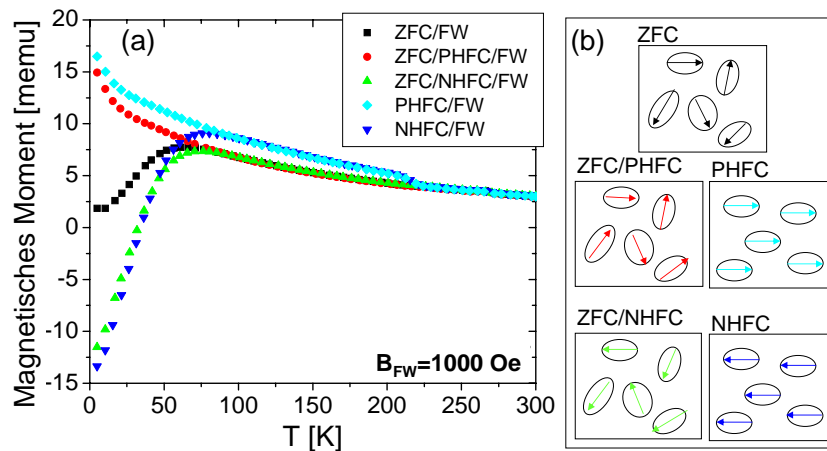 (a)
ZFC/FW
ZFC/PHFC/FW
ZFC/NHFC/FW
PHFC/FW
NHFC/FW
Magnetisches Moment [memu]
20
15
10
5
0
-5
-10
-15
B_FW=1000 Oe
0 50 100 150 200 250 300
T [K]
(b)
ZFC
ZFC/PHFC
PHFC
ZFC/NHFC
NHFC